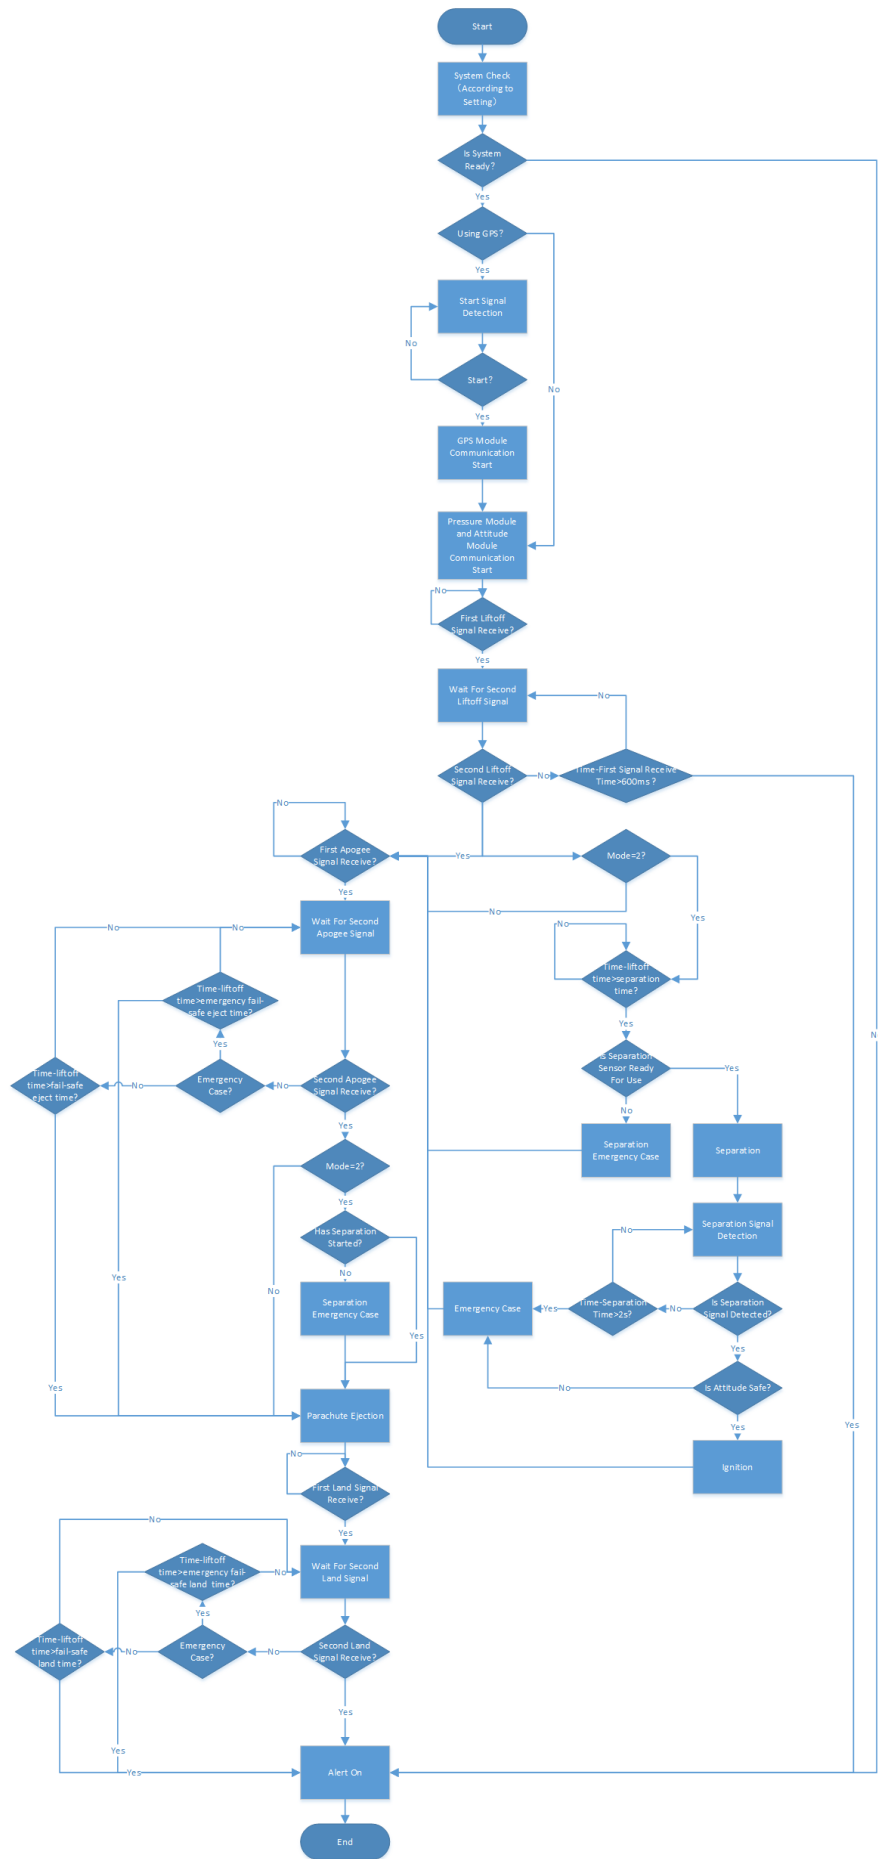 Start
System Check
(According to
Setting)
Is System
Ready?
Yes
Using GPS?
Yes
Start Signal
Detection
No
Start?
No
Yes
GPS Module
Communication
Start
Pressure Module
and Attitude
Module
Communication
Start
No
First Liftoff
Signal Receive?
Yes
Wait For Second
Liftoff Signal
No
Second Liftoff
Signal Receive?
No
Time-First Signal Receive
Time>600ms ?
No
First Apogee
Signal Receive?
Yes
Mode=2?
Yes
No
Yes
Wait For Second
Apogee Signal
No
No
No
Time-liftoff
time>separation
time?
Time-liftoff
time>emergency fail-
safe eject time?
Yes
N
Yes
Is Separation
Sensor Ready
For Use
Yes
Time-liftoff
time>fail-safe
eject time?
No
Emergency
Case?
No
Second Apogee
Signal Receive?
No
Yes
Separation
Emergency Case
Separation
Mode=2?
Yes
Has Separation
Started?
Separation Signal
Detection
No
No
Yes
No
Separation
Emergency Case
Emergency Case
Yes
Time-Separation
Time>2s?
No
Is Separation
Signal Detected?
Yes
Yes
Yes
No
Is Attitude Safe?
Parachute Ejection
Yes
Yes
No
Ignition
First Land Signal
Receive?
No
Yes
Time-liftoff
time>emergency fail-
safe land  time?
No
Wait For Second
Land Signal
Yes
Time-liftoff
time>fail-safe
land time?
No
Emergency
Case?
No
Second Land
Signal Receive?
Yes
Yes
Yes
Alert On
End